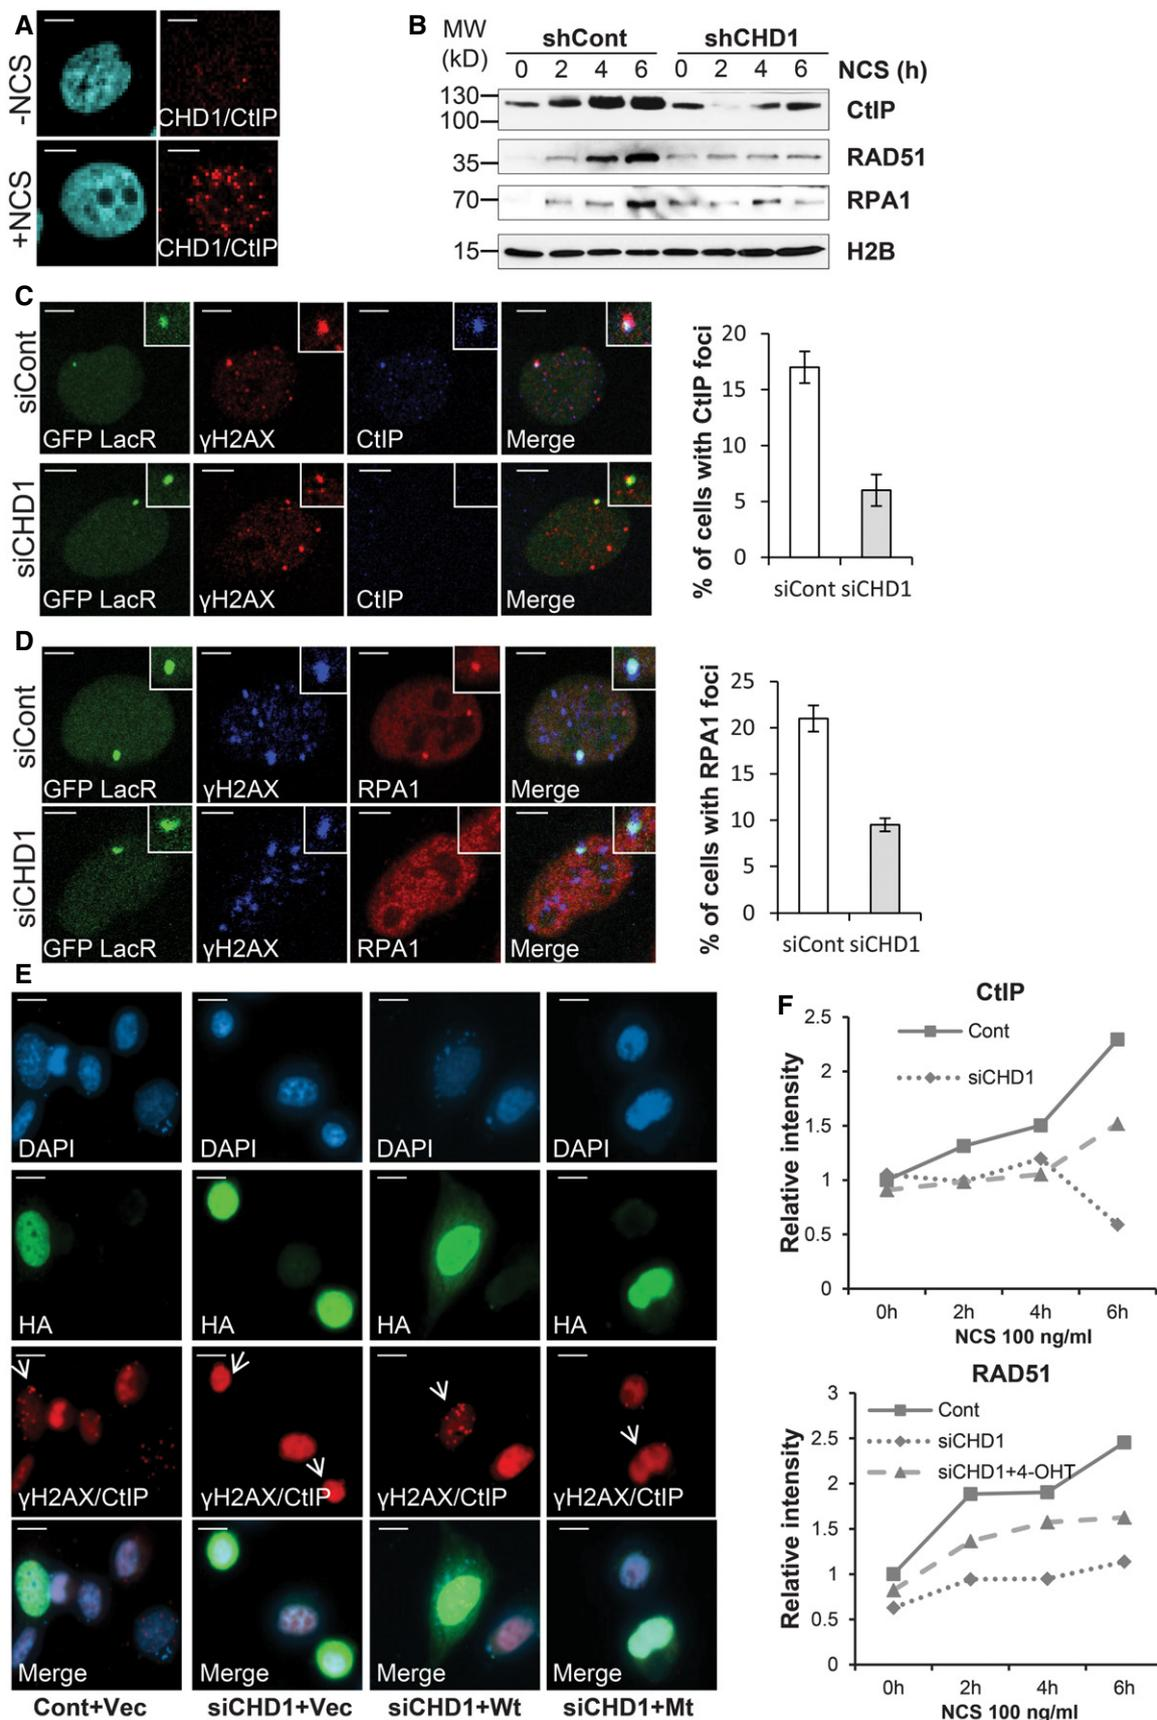 A
-NCS
CHD1/CtIP
+NCS
CHD1/CtIP
B
MW
(kD)
shCont shCHD1
0 2 4 6 0 2 4 6 NCS (h)
130
100
CtIP
35
RAD51
70
RPA1
15
H2B
C
siCont
GFP LacR γH2AX CtIP Merge
siCHD1
GFP LacR γH2AX CtIP Merge
% of cells with CtIP foci
20
15
10
5
0
siCont siCHD1
D
siCont
GFP LacR γH2AX RPA1 Merge
siCHD1
GFP LacR γH2AX RPA1 Merge
% of cells with RPA1 foci
25
20
15
10
5
0
siCont siCHD1
E
DAPI DAPI DAPI DAPI
HA HA HA HA
γH2AX/CtIP γH2AX/CtIP γH2AX/CtIP γH2AX/CtIP
Merge Merge Merge Merge
Cont+Vec siCHD1+Vec siCHD1+Wt siCHD1+Mt
F
CtIP
Relative intensity
2.5
2
1.5
1
0.5
0
Cont
siCHD1
0h 2h 4h 6h
NCS 100 ng/ml
RAD51
Relative intensity
3
2.5
2
1.5
1
0.5
0
Cont
siCHD1
siCHD1+4-OHT
0h 2h 4h 6h
NCS 100 ng/ml